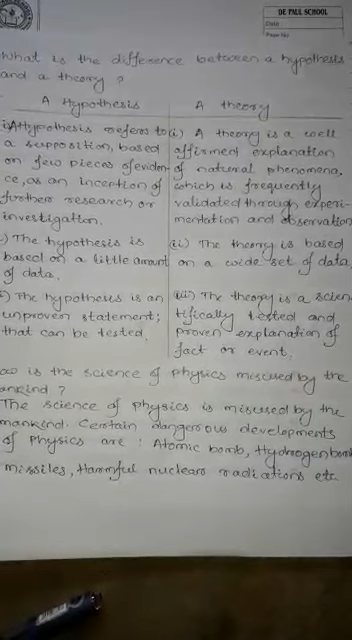 DE PAUL SCHOOL
Date
Page No
What is the difference between a hypothesis
and a theory ?
A Hypothesis
A theory
i) A Hypothesis refers to
a supposition, based
on few pieces of eviden-
ce, as an inception of
further research or
investigation.
i) A theory is a well
affirmed explanation
of natural phenomena,
which is frequently
validated through experi-
mentation and observation
) The hypothesis is
based on a little amount
of data.
(ii) The theory is based
on a wide set of data
) The hypothesis is an
unproven statement;
that can be tested.
(iii) The theory is a scien
tifically tested and
proven explanation of
fact or event.
ow is the science of physics misused by the
ankind ?
The science of physics is misused by the
mankind. Certain dangerous developments
of Physics are : Atomic bomb, Hydrogen bomb
missiles, Harmful nuclear radiations etc.